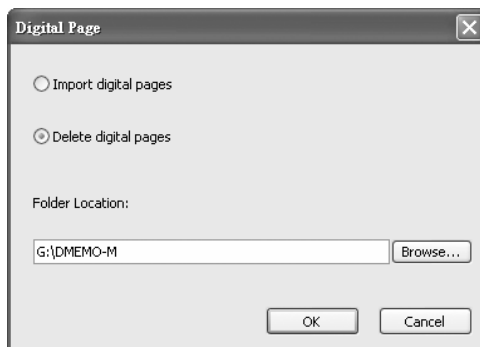 Digital Page
Import digital pages
Delete digital pages
Folder Location:
G:\DMEMO-M
Browse...
OK
Cancel